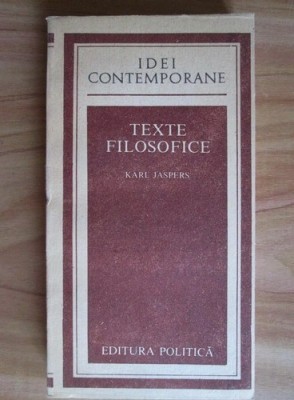 IDEI
CONTEMPORANE
TEXTE
FILOSOFICE
KARL JASPERS
EDITURA POLITICĂ